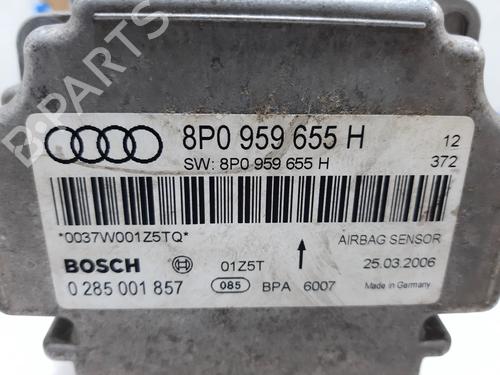 8P0 959 655 H
12
SW: 8P0 959 655 H
372
*0037W001Z5TQ*
AIRBAG SENSOR
BOSCH
01Z5T
25.03.2006
0 285 001 857
085
BPA 6007
Made in Germany
B-PARTS